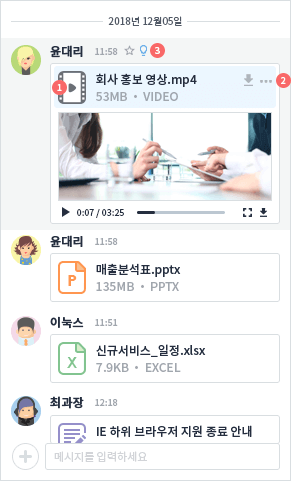 2018년 12월05일
윤대리 11:58 3
1 회사 홍보 영상.mp4 2
53MB • VIDEO
0:07 / 03:25
윤대리 11:58
매출분석표.pptx
P 135MB • PPTX
이눅스 11:51
신규서비스_일정.xlsx
X 7.9KB • EXCEL
최과장 12:18
IE 하위 브라우저 지원 종료 안내
메시지를 입력하세요